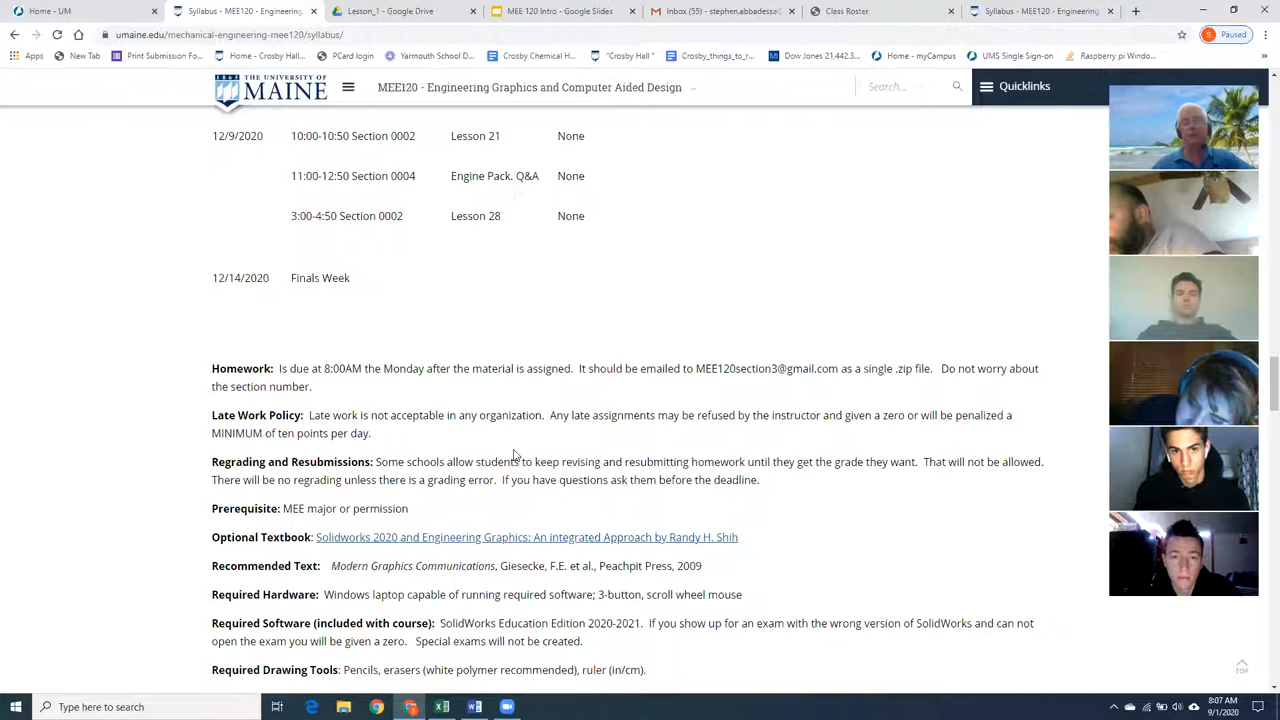 Home - UM
Syllabus - MEE120 - Engineering
Lesson_1 - Google Drive
MEE 120 Intro - Google Slides
Inbox (55) - stephen.abbadessa@
Class Roster
Syllabus - MEE120 - Engineering
umaine.edu/mechanical-engineering-mee120/syllabus/
S Paused
Apps
New Tab
Print Submission Fo...
Home - Crosby Hall...
PCard login
Yarmouth School D...
Crosby Chemical H...
"Crosby Hall "
Crosby_things_to_r...
Dow Jones 21,442.3...
Home - myCampus
UMS Single Sign-on
Raspberry pi Windo...
1865 THE UNIVERSITY OF
MAINE
MEE120 - Engineering Graphics and Computer Aided Design
Search...
Quicklinks
12/9/2020 10:00-10:50 Section 0002 Lesson 21 None
11:00-12:50 Section 0004 Engine Pack. Q&A None
3:00-4:50 Section 0002 Lesson 28 None
12/14/2020 Finals Week
Homework: Is due at 8:00AM the Monday after the material is assigned. It should be emailed to MEE120section3@gmail.com as a single .zip file. Do not worry about
the section number.
Late Work Policy: Late work is not acceptable in any organization. Any late assignments may be refused by the instructor and given a zero or will be penalized a
MINIMUM of ten points per day.
Regrading and Resubmissions: Some schools allow students to keep revising and resubmitting homework until they get the grade they want. That will not be allowed.
There will be no regrading unless there is a grading error. If you have questions ask them before the deadline.
Prerequisite: MEE major or permission
Optional Textbook: Solidworks 2020 and Engineering Graphics: An integrated Approach by Randy H. Shih
Recommended Text: Modern Graphics Communications, Giesecke, F.E. et al., Peachpit Press, 2009
Required Hardware: Windows laptop capable of running required software; 3-button, scroll wheel mouse
Required Software (included with course): SolidWorks Education Edition 2020-2021. If you show up for an exam with the wrong version of SolidWorks and can not
open the exam you will be given a zero. Special exams will not be created.
Required Drawing Tools: Pencils, erasers (white polymer recommended), ruler (in/cm).
TOP
Type here to search
8:07 AM
9/1/2020